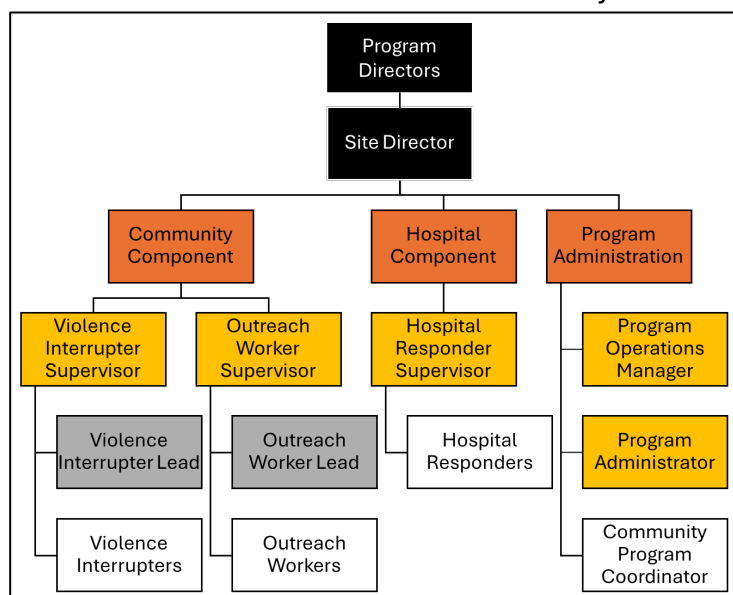 Program
Directors
Site Director
Community
Component
Hospital
Component
Program
Administration
Violence
Interrupter
Supervisor
Outreach
Worker
Supervisor
Hospital
Responder
Supervisor
Program
Operations
Manager
Violence
Interrupter Lead
Outreach
Worker Lead
Hospital
Responders
Program
Administrator
Violence
Interrupters
Outreach
Workers
Community
Program
Coordinator